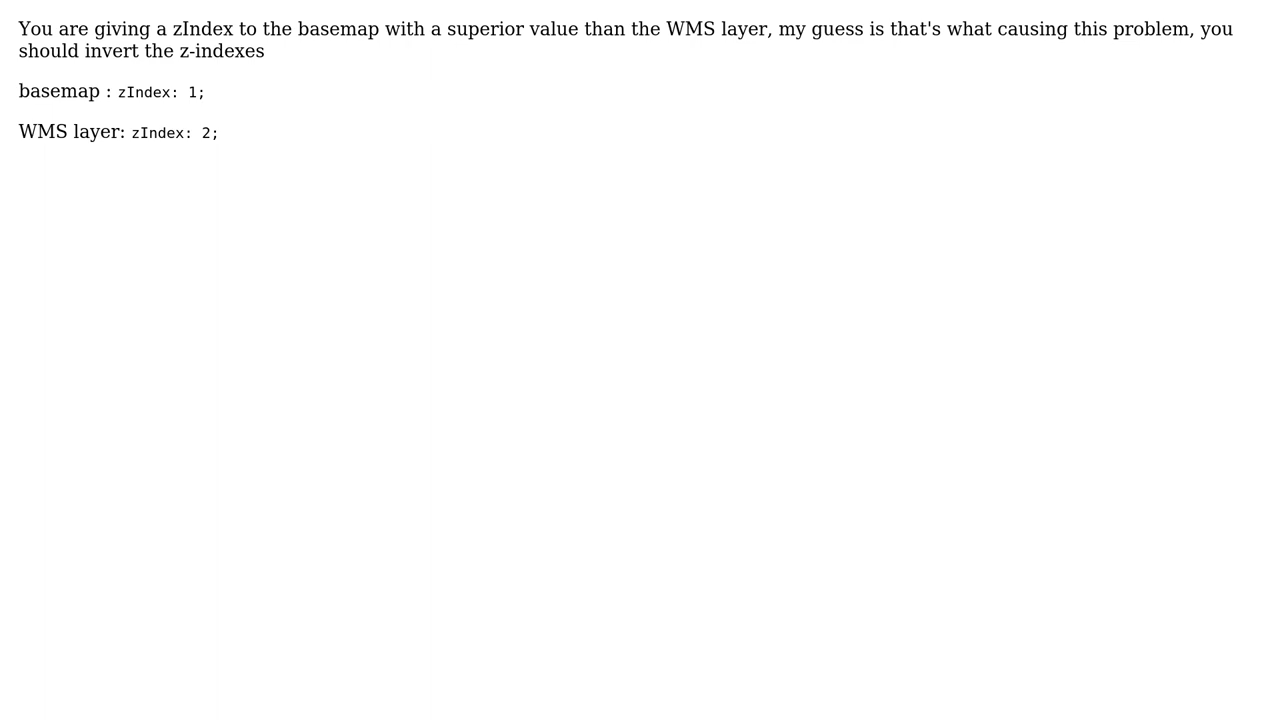 You are giving a zIndex to the basemap with a superior value than the WMS layer, my guess is that's what causing this problem, you
should invert the z-indexes
basemap : zIndex: 1;
WMS layer: zIndex: 2;